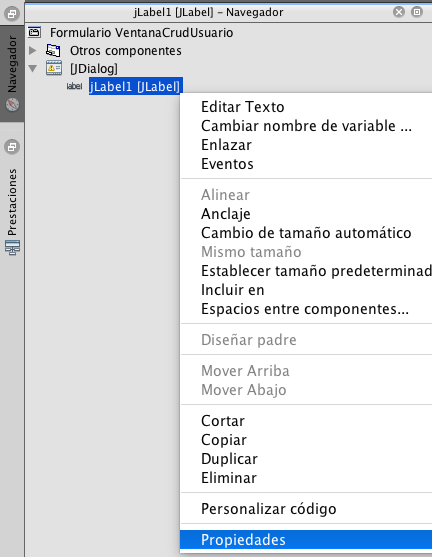 jLabel1 [JLabel] – Navegador
Navegador
Prestaciones
Formulario VentanaCrudUsuario
Otros componentes
[JDialog]
label jLabel1 [JLabel]
Editar Texto
Cambiar nombre de variable ...
Enlazar
Eventos
Alinear
Anclaje
Cambio de tamaño automático
Mismo tamaño
Establecer tamaño predeterminad
Incluir en
Espacios entre componentes...
Diseñar padre
Mover Arriba
Mover Abajo
Cortar
Copiar
Duplicar
Eliminar
Personalizar código
Propiedades